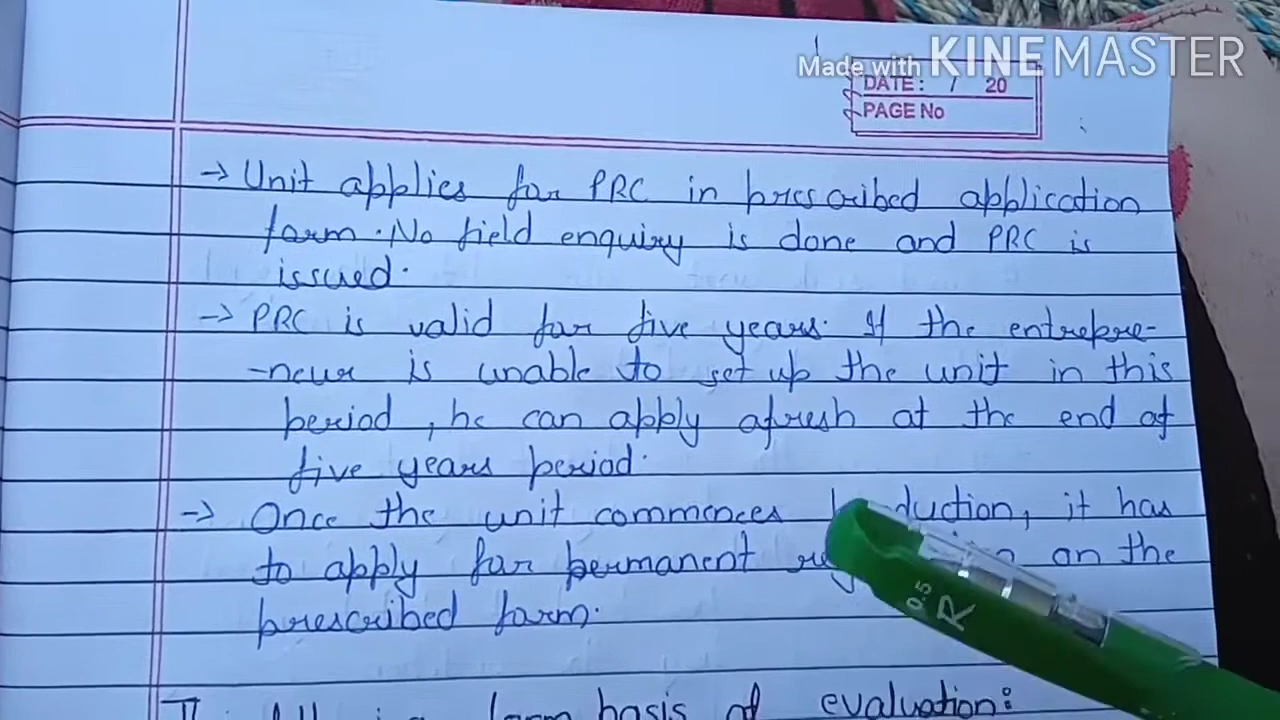 Made with KINEMASTER
DATE: / 20
PAGE No
→ Unit applies for PRC in prescribed application
form. No field enquiry is done and PRC is
issued.
→ PRC is valid for five years. If the entrepre-
-neur is unable to set up the unit in this
period, he can apply afresh at the end of
five years period.
→ Once the unit commences duction, it has
to apply for permanent on the
prescribed form.
basis of evaluation: